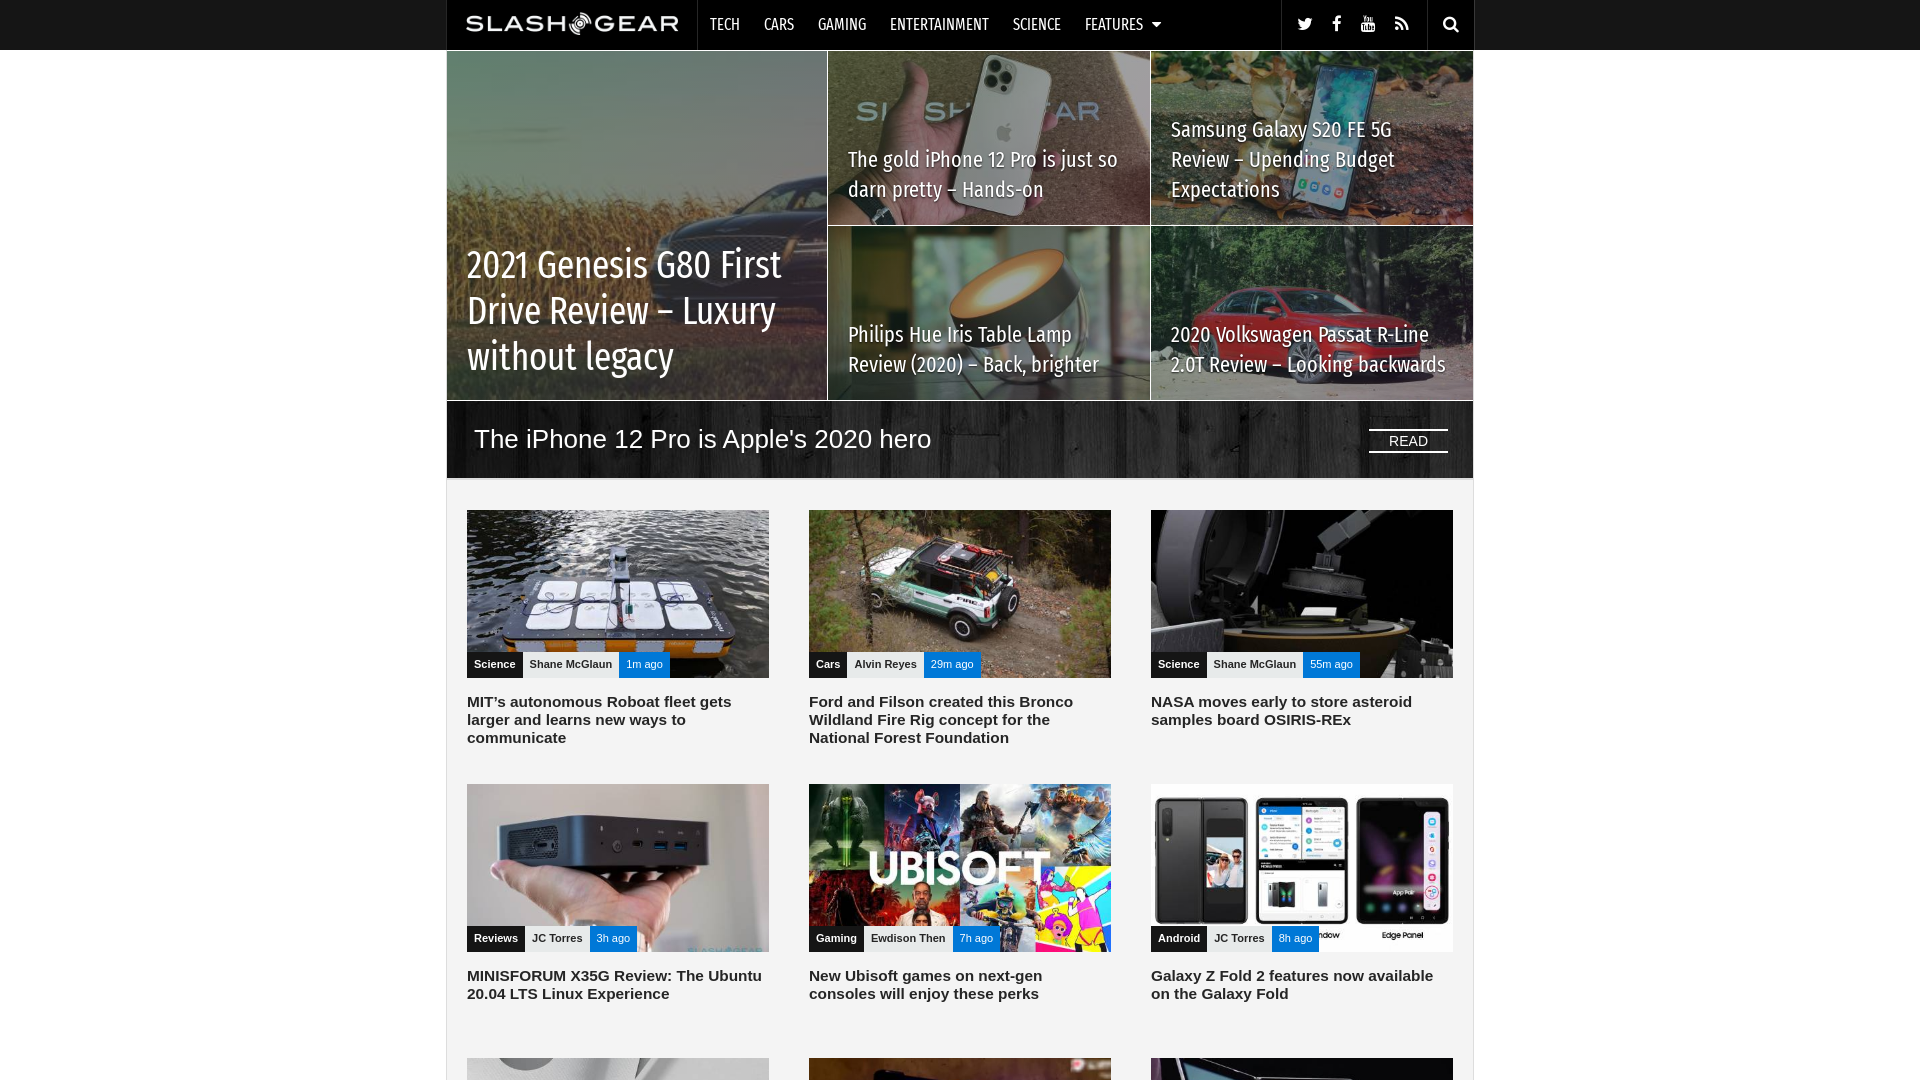 SLASHGEAR
TECH
CARS
GAMING
ENTERTAINMENT
SCIENCE
FEATURES
2021 Genesis G80 First
Drive Review – Luxury
without legacy
The gold iPhone 12 Pro is just so
darn pretty – Hands-on
Samsung Galaxy S20 FE 5G
Review – Upending Budget
Expectations
Philips Hue Iris Table Lamp
Review (2020) – Back, brighter
2020 Volkswagen Passat R-Line
2.0T Review – Looking backwards
The iPhone 12 Pro is Apple's 2020 hero
READ
Science
Shane McGlaun
1m ago
MIT’s autonomous Roboat fleet gets
larger and learns new ways to
communicate
FIRE
Cars
Alvin Reyes
29m ago
Ford and Filson created this Bronco
Wildland Fire Rig concept for the
National Forest Foundation
Science
Shane McGlaun
55m ago
NASA moves early to store asteroid
samples board OSIRIS-REx
SLASHGEAR
Reviews
JC Torres
3h ago
MINISFORUM X35G Review: The Ubuntu
20.04 LTS Linux Experience
UBISOFT
Gaming
Ewdison Then
7h ago
New Ubisoft games on next-gen
consoles will enjoy these perks
App Pair
Edge Panel
Android
JC Torres
8h ago
Galaxy Z Fold 2 features now available
on the Galaxy Fold